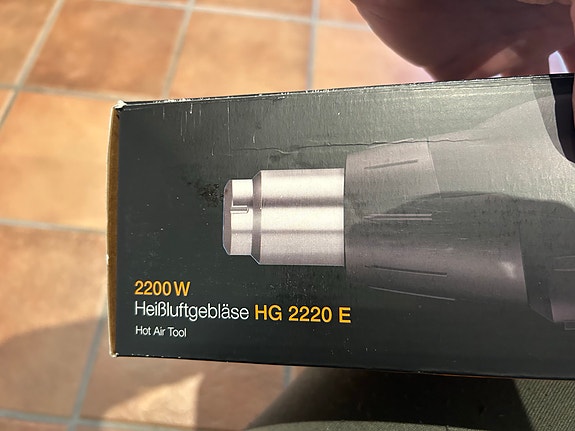 2200 W
Heißluftgebläse HG 2220 E
Hot Air Tool